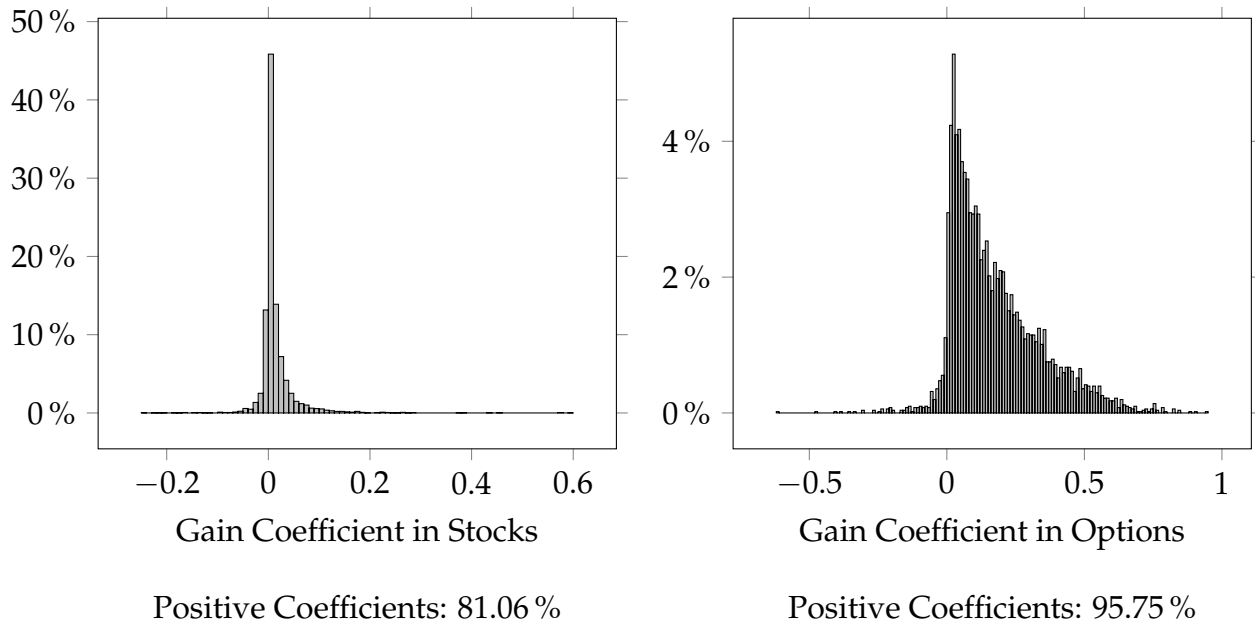 50 %
40 %
30 %
20 %
10 %
0 %
−0.2 0 0.2 0.4 0.6
Gain Coefficient in Stocks
Positive Coefficients: 81.06 %
4 %
2 %
0 %
−0.5 0 0.5 1
Gain Coefficient in Options
Positive Coefficients: 95.75 %